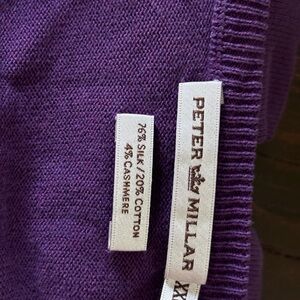 PETER MILLAR
76% SILK / 20% COTTON
4% CASHMERE